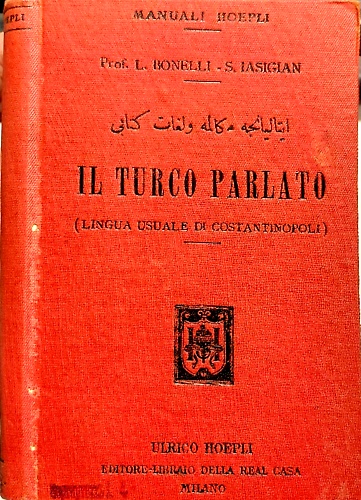 EPLI
MANUALI HOEPLI
Prof. L. BONELLI - S. IASIGIAN
ايتاليانجه مكالمه ولغات كتابى
IL TURCO PARLATO
(LINGUA USUALE DI COSTANTINOPOLI)
ULRICO HOEPLI
EDITORE-LIBRAIO DELLA REAL CASA
MILANO